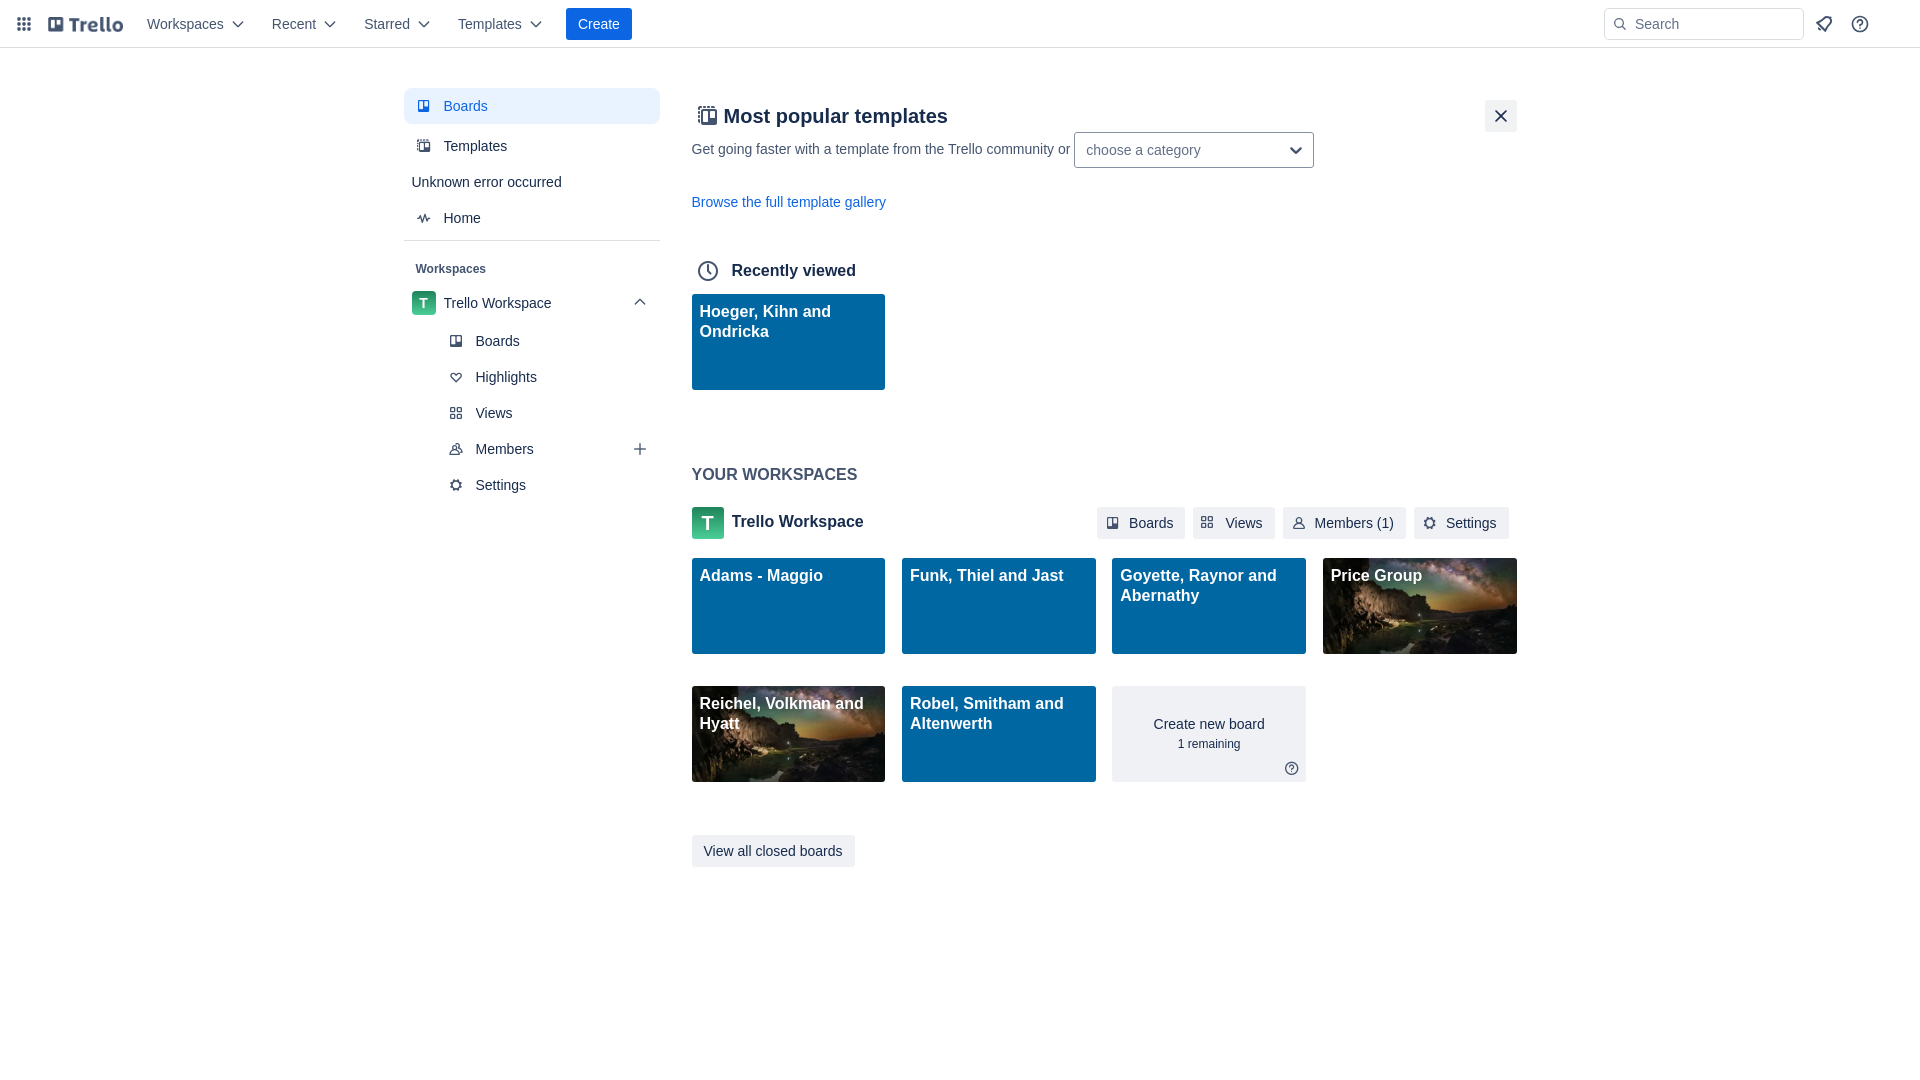 Trello
Workspaces
Recent
Starred
Templates
Create
Search
Boards
Templates
Unknown error occurred
Home
Workspaces
T
Trello Workspace
Boards
Highlights
Views
Members
Settings
Most popular templates
Get going faster with a template from the Trello community or
choose a category
Browse the full template gallery
Recently viewed
Hoeger, Kihn and
Ondricka
YOUR WORKSPACES
T
Trello Workspace
Boards
Views
Members (1)
Settings
Adams - Maggio
Funk, Thiel and Jast
Goyette, Raynor and
Abernathy
Price Group
Reichel, Volkman and
Hyatt
Robel, Smitham and
Altenwerth
Create new board
1 remaining
View all closed boards